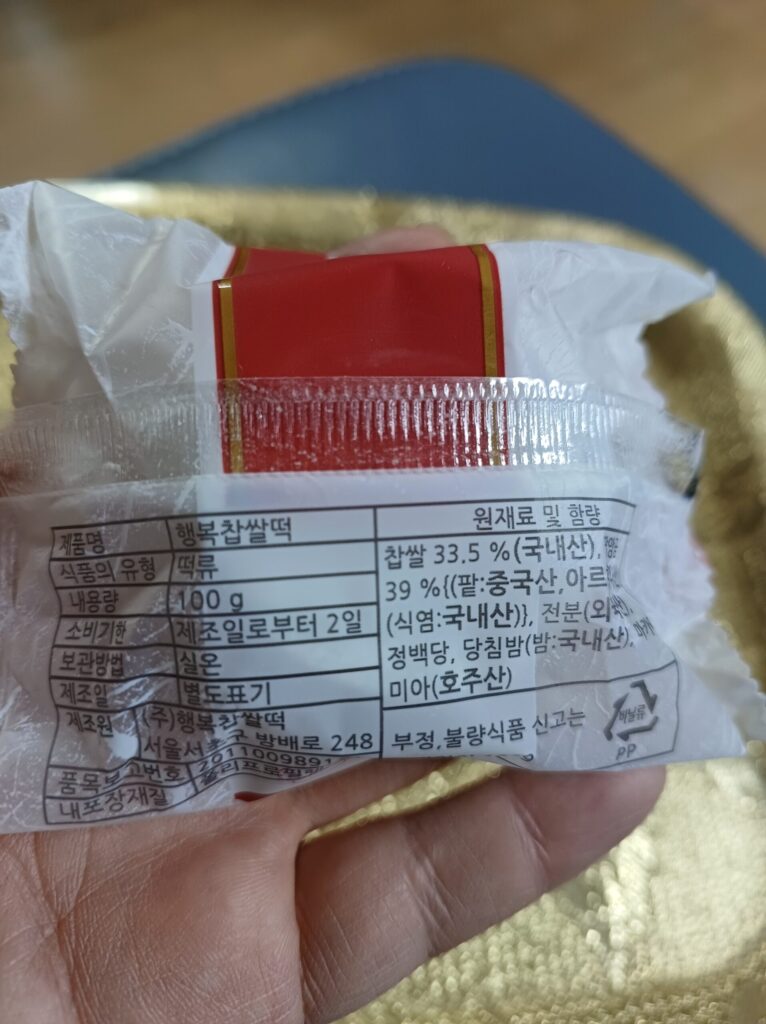 제품명 행복찹쌀떡
식품의 유형 떡류
내용량 100 g
소비기한 제조일로부터 2일
보관방법 실온
제조일 별도표기
제조원 (주)행복찹쌀떡
방배로 248
품목보고번호
내포장재질
원재료 및 함량
찹쌀 33.5 %(국내산),
39 %{(팥:중국산,
(식염:국내산)}, 전분
정백당, 당침밤(밤:국내산),
미아(호주산)
부정,불량식품 신고는
비닐류
PP